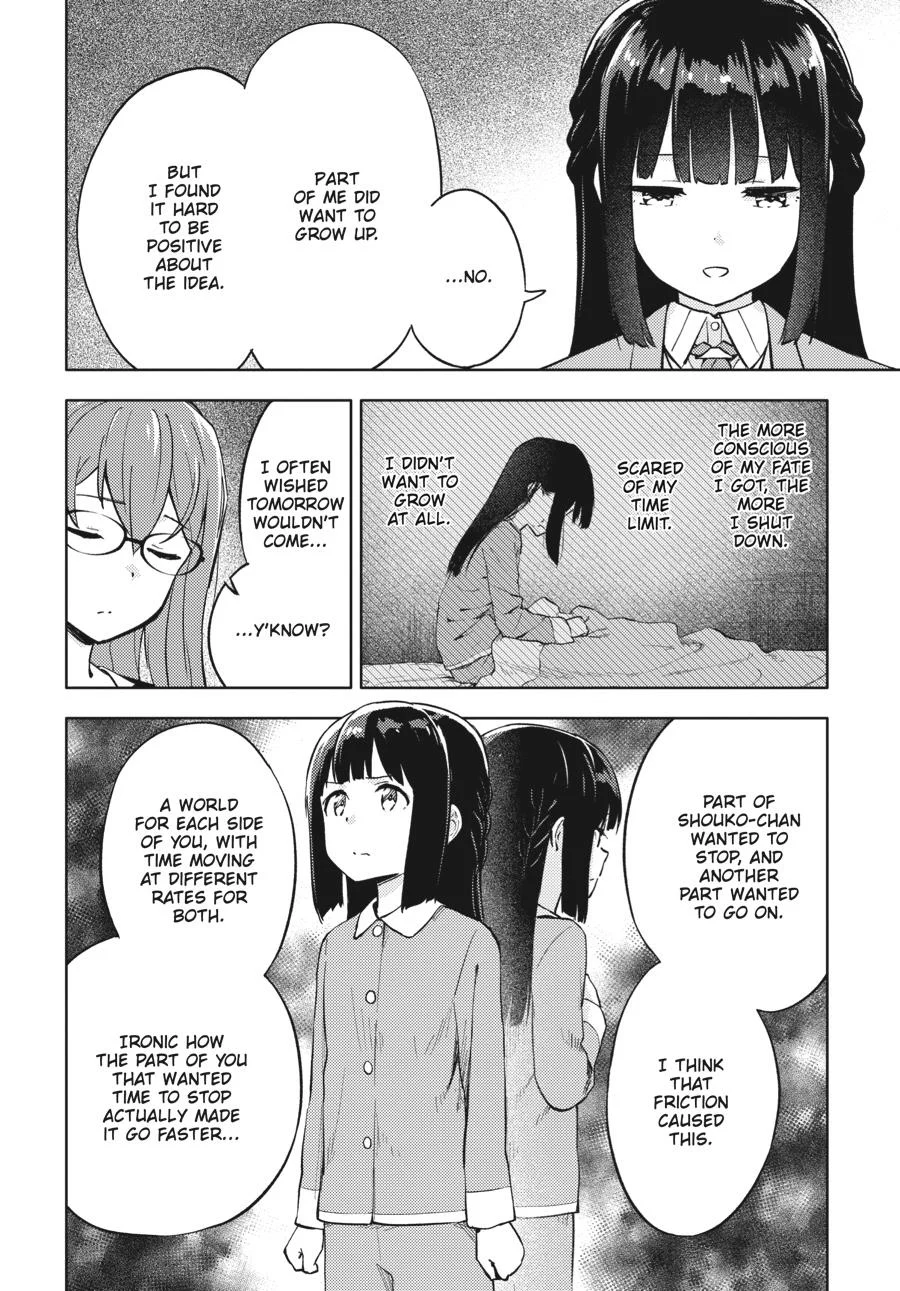 ...NO.
PART
OF ME DID
WANT TO
GROW UP.
BUT
I FOUND
IT HARD
TO BE
POSITIVE
ABOUT
THE IDEA.
THE MORE
CONSCIOUS
OF MY FATE
I GOT, THE
MORE
I SHUT
DOWN.
SCARED
OF MY
TIME
LIMIT.
I DIDN'T
WANT TO
GROW
AT ALL.
I OFTEN
WISHED
TOMORROW
WOULDN'T
COME...
...Y'KNOW?
PART OF
SHOUKO-CHAN
WANTED TO
STOP, AND
ANOTHER
PART WANTED
TO GO ON.
I THINK
THAT
FRICTION
CAUSED
THIS.
A WORLD
FOR EACH SIDE
OF YOU, WITH
TIME MOVING
AT DIFFERENT
RATES FOR
BOTH.
IRONIC HOW
THE PART OF YOU
THAT WANTED
TIME TO STOP
ACTUALLY MADE
IT GO FASTER...